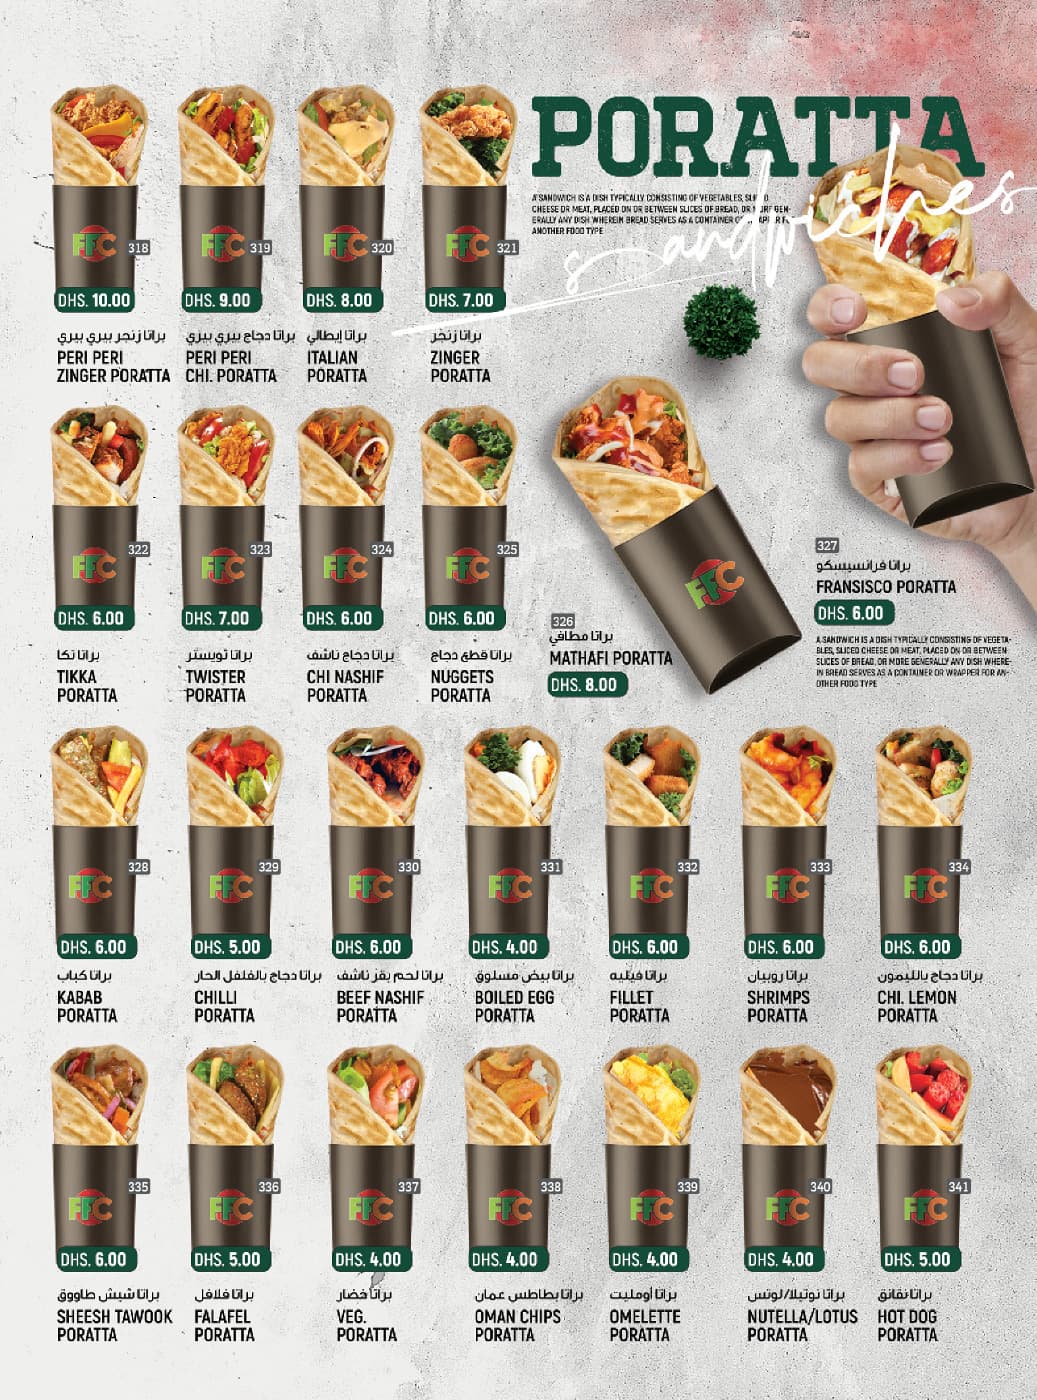 PORATTA
sandwiches
A SANDWICH IS A DISH TYPICALLY CONSISTING OF VEGETABLES, SLICED
CHEESE OR MEAT, PLACED ON OR BETWEEN SLICES OF BREAD, OR MORE GEN-
ERALLY ANY DISH WHEREIN BREAD SERVES AS A CONTAINER OR WRAPPER FOR
ANOTHER FOOD TYPE
FFC 318
DHS. 10.00
براتا زنجر بيري بيري
PERI PERI
ZINGER PORATTA
FFC 319
DHS. 9.00
براتا دجاج بيري بيري
PERI PERI
CHI. PORATTA
FFC 320
DHS. 8.00
براتا إيطالي
ITALIAN
PORATTA
FFC 321
DHS. 7.00
براتا زنجر
ZINGER
PORATTA
FFC 322
DHS. 6.00
براتا تكا
TIKKA
PORATTA
FFC 323
DHS. 7.00
براتا تويستر
TWISTER
PORATTA
FFC 324
DHS. 6.00
براتا دجاج ناشف
CHI NASHIF
PORATTA
FFC 325
DHS. 6.00
براتا قطع دجاج
NUGGETS
PORATTA
FFC
326
براتا مطافي
MATHAFI PORATTA
DHS. 8.00
327
براتا فرانسيسكو
FRANSISCO PORATTA
DHS. 6.00
A SANDWICH IS A DISH TYPICALLY CONSISTING OF VEGETA-
BLES, SLICED CHEESE OR MEAT, PLACED ON OR BETWEEN
SLICES OF BREAD, OR MORE GENERALLY ANY DISH WHERE-
IN BREAD SERVES AS A CONTAINER OR WRAPPER FOR AN-
OTHER FOOD TYPE
FFC 328
DHS. 6.00
براتا كباب
KABAB
PORATTA
FFC 329
DHS. 5.00
براتا دجاج بالفلفل الحار
CHILLI
PORATTA
FFC 330
DHS. 6.00
براتا لحم بقر ناشف
BEEF NASHIF
PORATTA
FFC 331
DHS. 4.00
براتا بيض مسلوق
BOILED EGG
PORATTA
FFC 332
DHS. 6.00
براتا فيليه
FILLET
PORATTA
FFC 333
DHS. 6.00
براتا روبيان
SHRIMPS
PORATTA
FFC 334
DHS. 6.00
براتا دجاج بالليمون
CHI. LEMON
PORATTA
FFC 335
DHS. 6.00
براتا شيش طاووق
SHEESH TAWOOK
PORATTA
FFC 336
DHS. 5.00
براتا فلافل
FALAFEL
PORATTA
FFC 337
DHS. 4.00
براتا خضار
VEG.
PORATTA
FFC 338
DHS. 4.00
براتا بطاطس عمان
OMAN CHIPS
PORATTA
FFC 339
DHS. 4.00
براتا أومليت
OMELETTE
PORATTA
FFC 340
DHS. 4.00
براتا نوتيلا/لوتس
NUTELLA/LOTUS
PORATTA
FFC 341
DHS. 5.00
براتا نقانق
HOT DOG
PORATTA